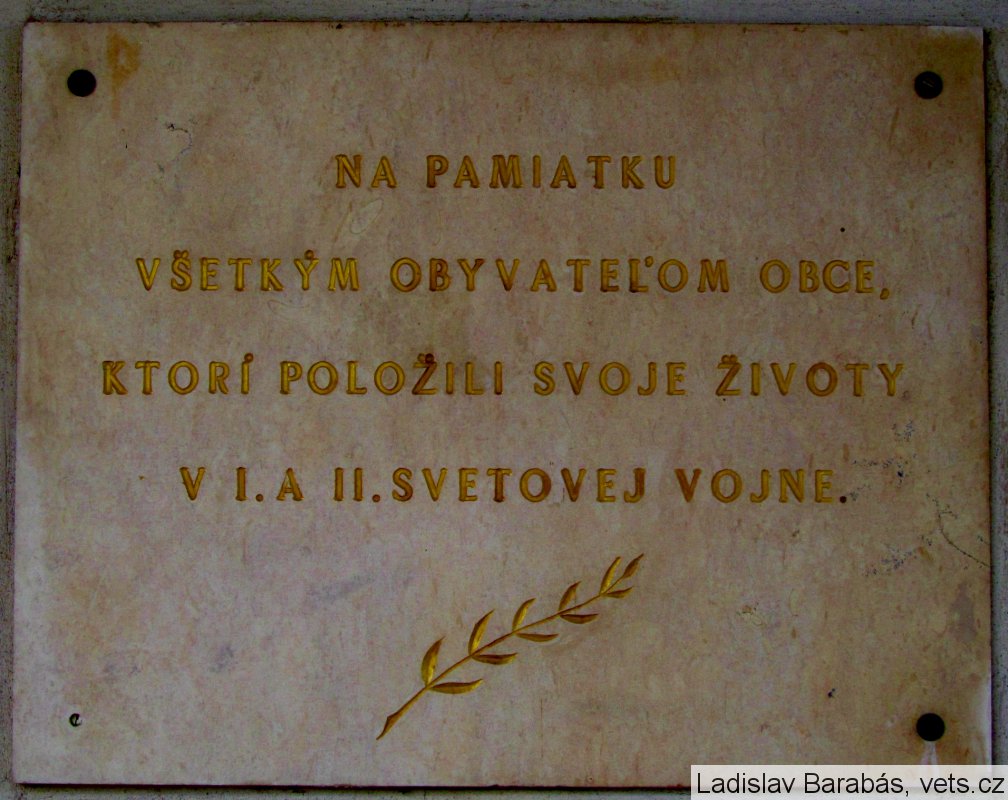 NA PAMIATKU
VŠETKÝM OBYVATEĽOM OBCE,
KTORÍ POLOŽILI SVOJE ŽIVOTY
V I. A II. SVETOVEJ VOJNE.
Ladislav Barabás, vets.cz